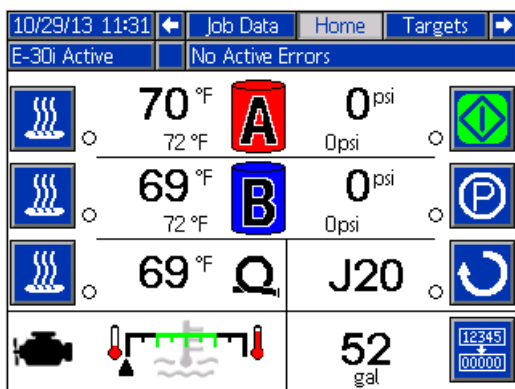 10/29/13 11:31 Job Data Home Targets
E-30i Active No Active Errors
70 °F A 0 psi
72 °F 0psi
69 °F B 0 psi
72 °F 0psi
P
69 °F J20
52
gal
12345
00000